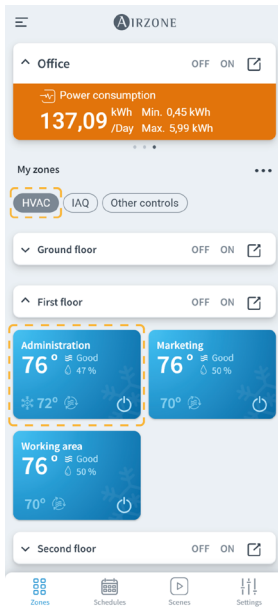 AIRZONE
Office OFF ON
Power consumption
137,09 kWh /Day Min. 0,45 kWh
Max. 5,99 kWh
My zones
HVAC IAQ Other controls
Ground floor OFF ON
First floor OFF ON
Administration
76° Good
47 %
72°
Marketing
76° Good
50 %
70°
Working area
76° Good
50 %
70°
Second floor OFF ON
Zones Schedules Scenes Settings